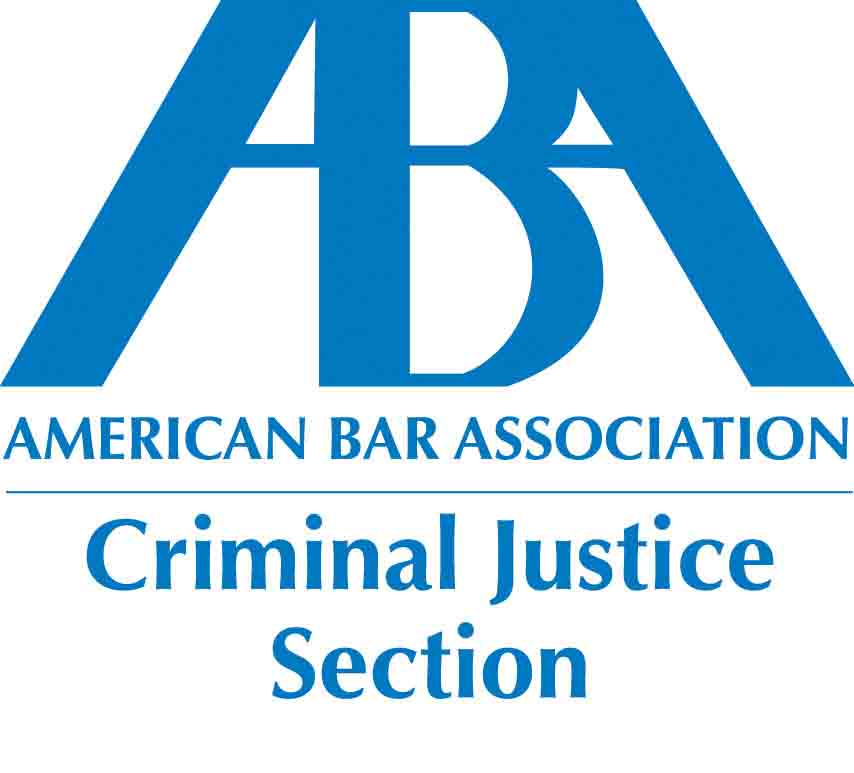 ABA
AMERICAN BAR ASSOCIATION
Criminal Justice
Section